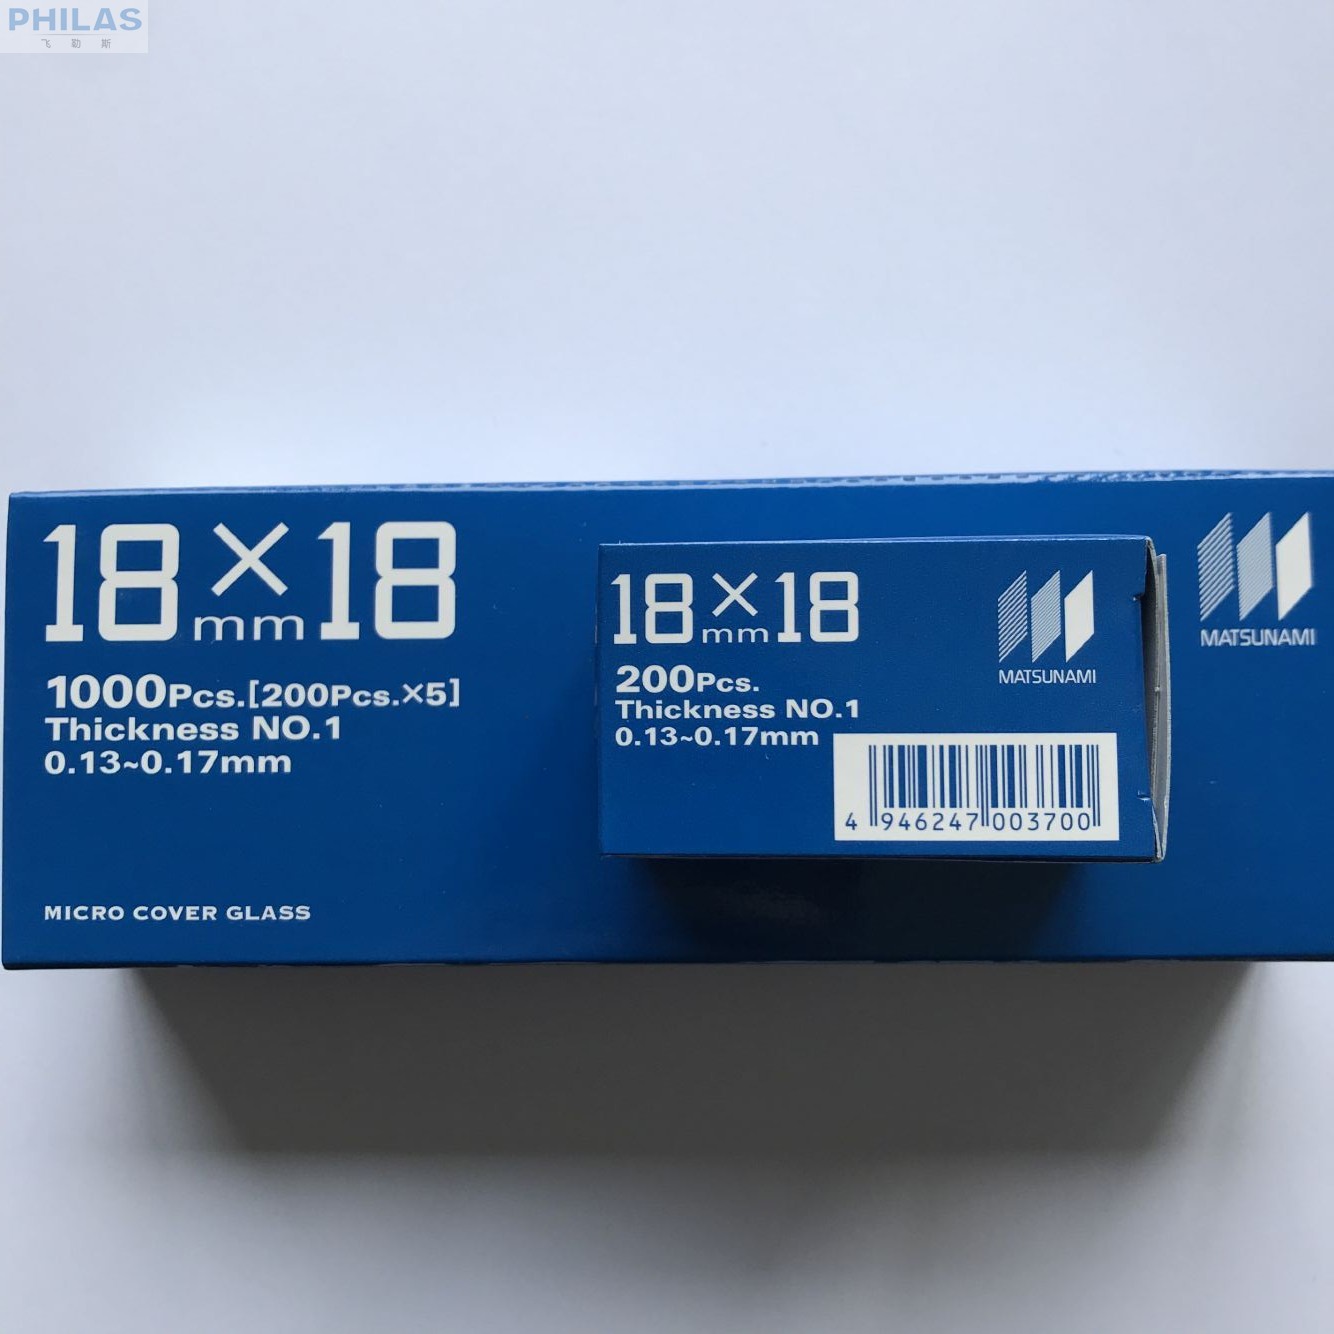 PHILAS
飞 勒 斯
18×18
mm
1000Pcs.[200Pcs.×5]
Thickness NO.1
0.13~0.17mm
MICRO COVER GLASS
18×18
mm
200Pcs.
Thickness NO.1
0.13~0.17mm
MATSUNAMI
4 946247 003700
MATSUNAMI